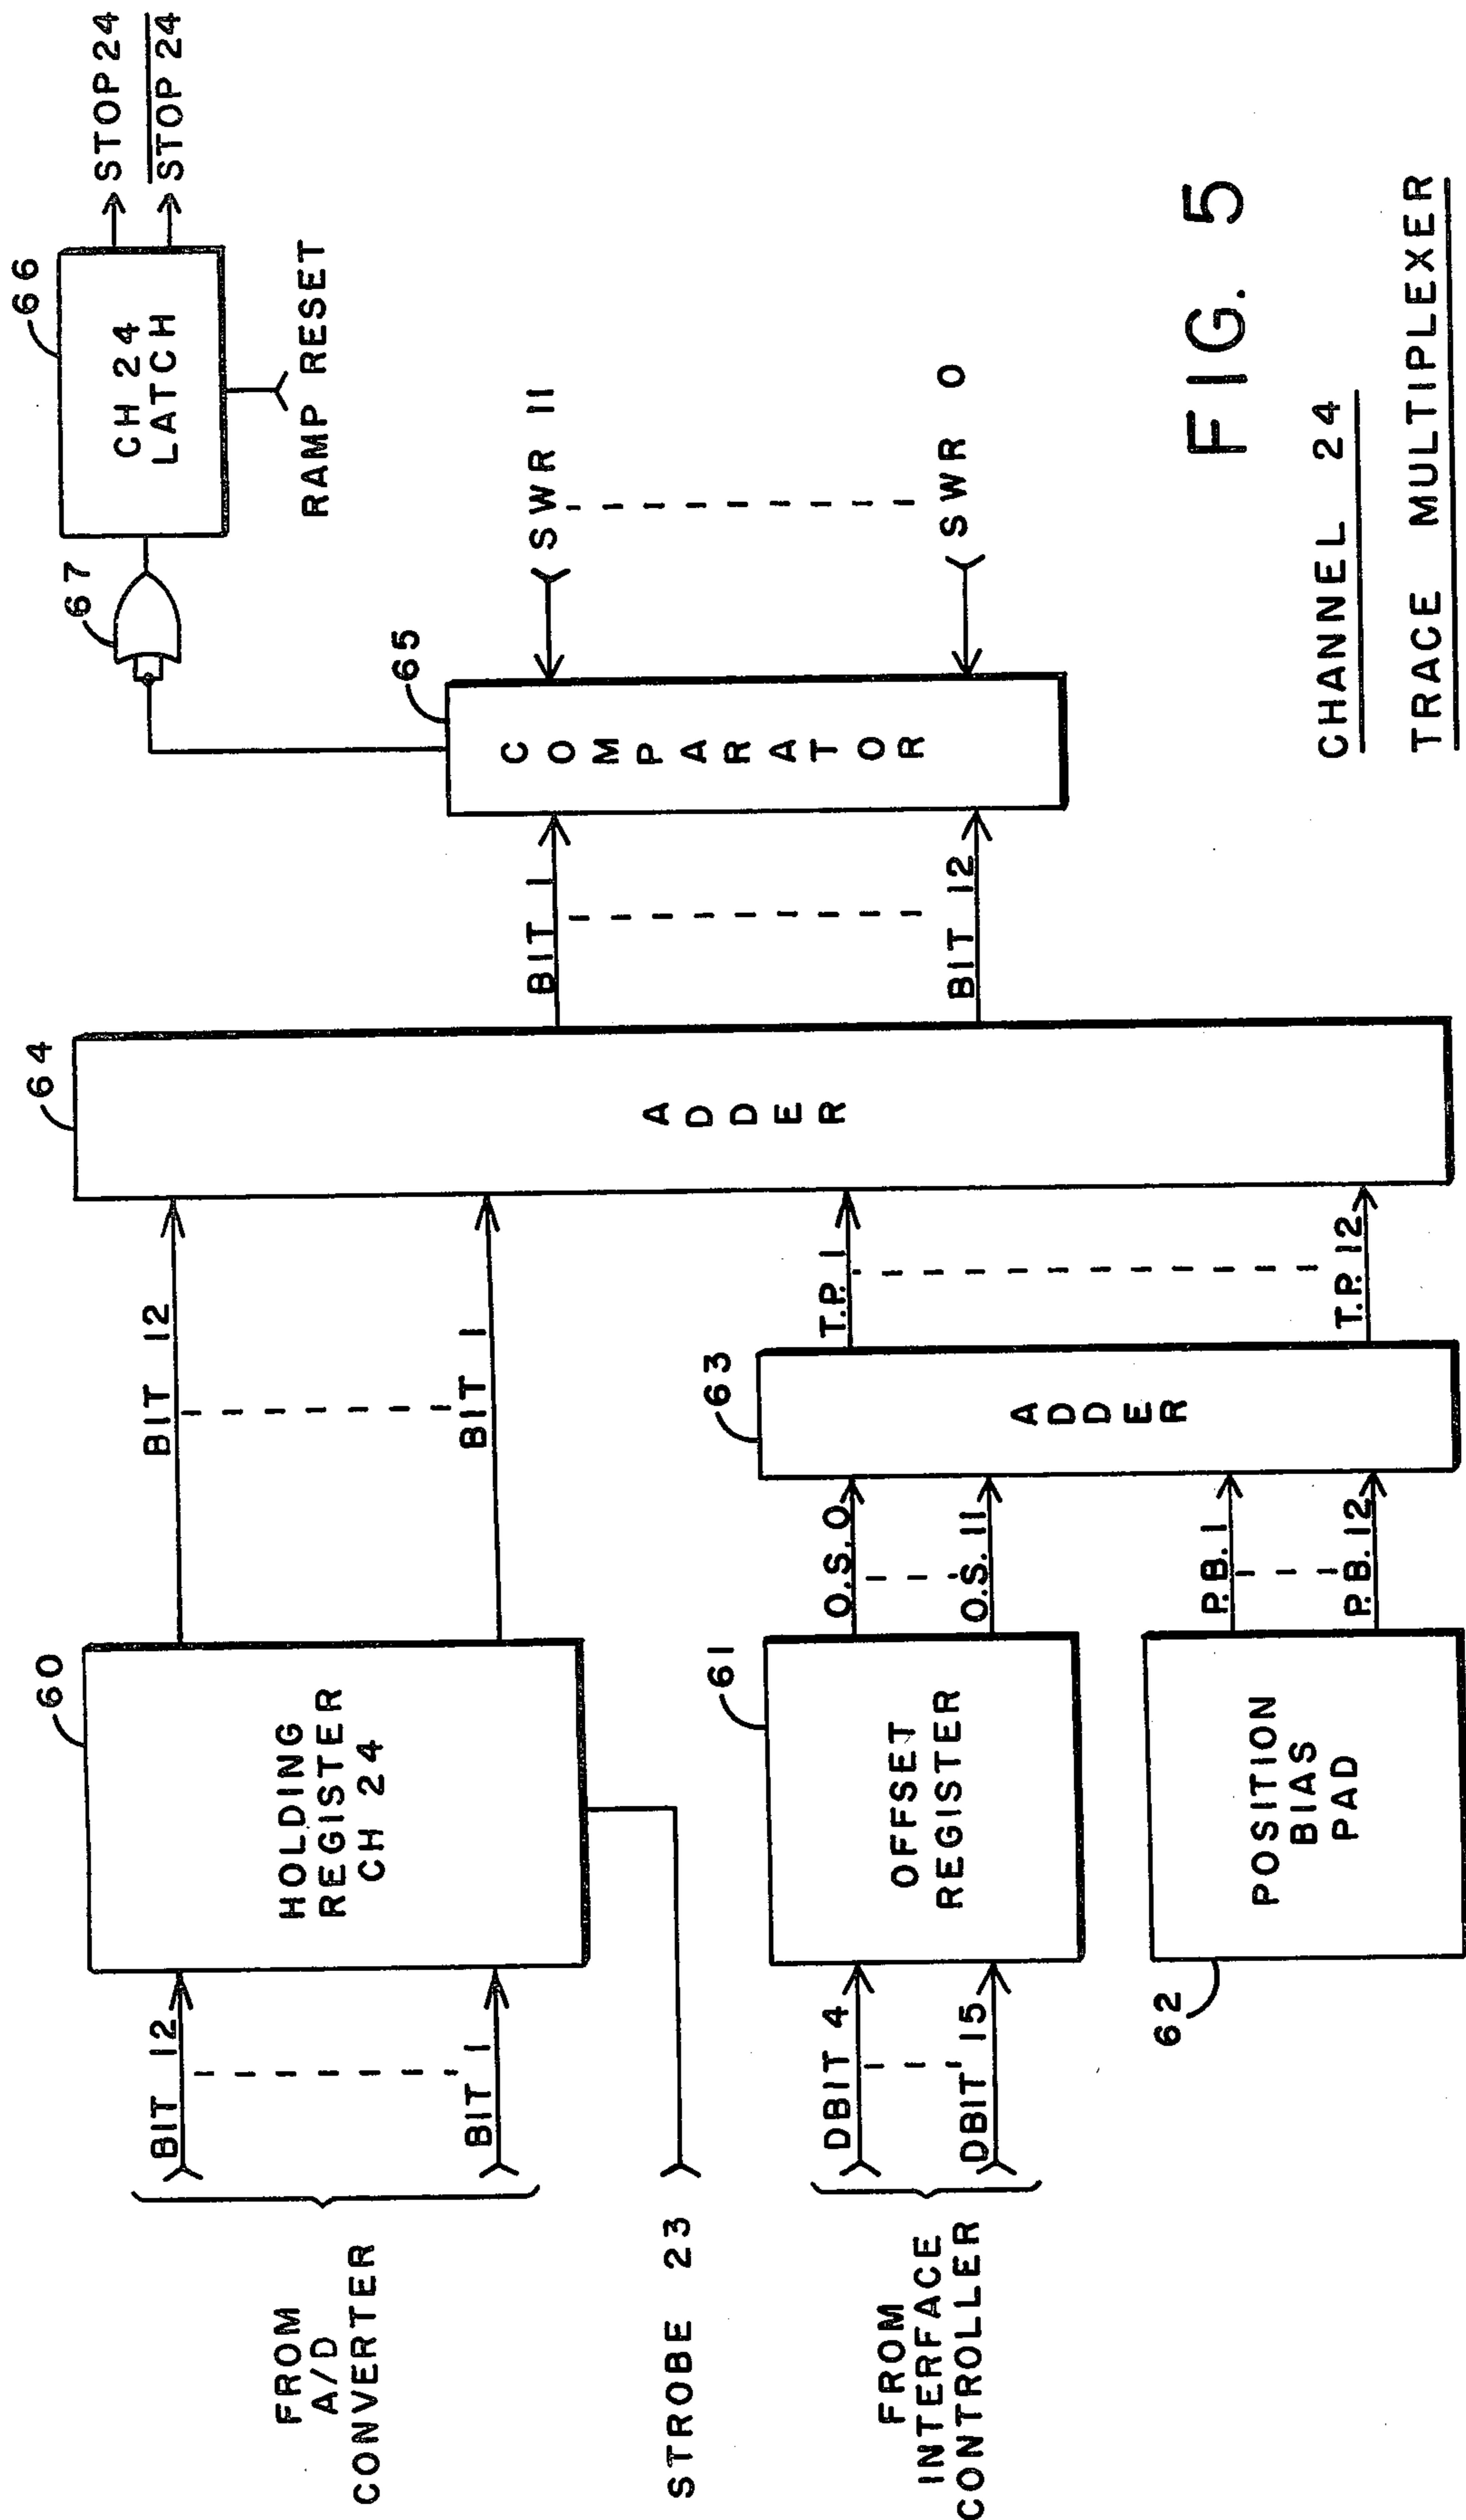 FROM
A/D
CONVERTER
BIT 12
BIT 1
STROBE 23
FROM
INTERFACE
CONTROLLER
DBIT 4
DBIT 15
60
HOLDING
REGISTER
CH 24
61
OFFSET
REGISTER
62
POSITION
BIAS
PAD
BIT 12
BIT 1
O.S. 0
O.S. 11
P.B. 1
P.B. 12
63
ADDER
T.P. 1
T.P. 12
64
ADDER
BIT 1
BIT 12
65
COMPARATOR
SWR 11
SWR 0
67
66
CH 24
LATCH
RAMP RESET
STOP 24
STOP 24
FIG. 5
CHANNEL 24
TRACE MULTIPLEXER